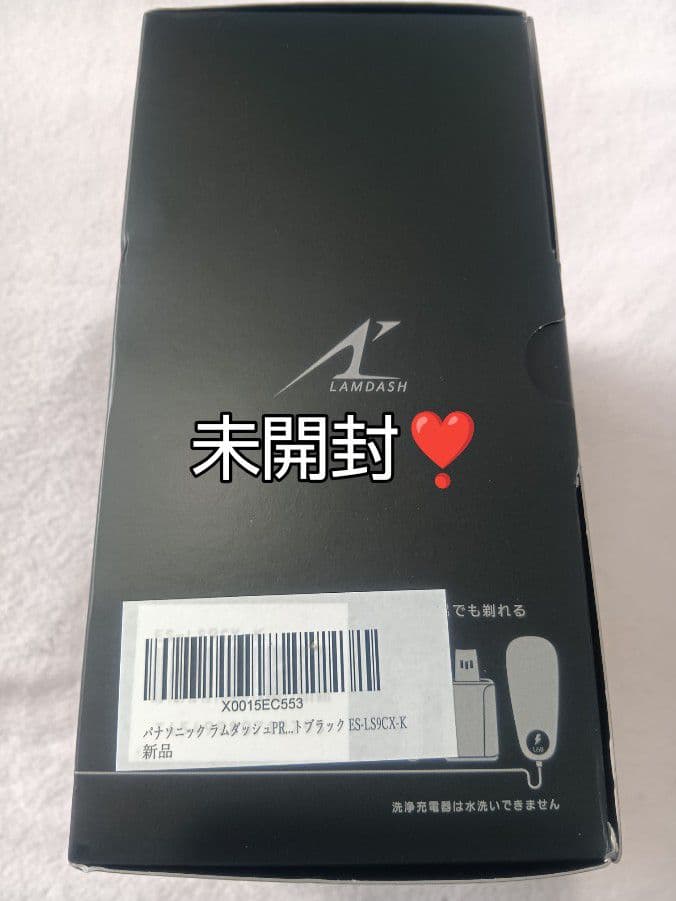 LAMDASH
未開封❣️
でも剃れる
X0015EC553
パナソニック ラムダッシュPR...トブラック ES-LS9CX-K
新品
洗浄充電器は水洗いできません